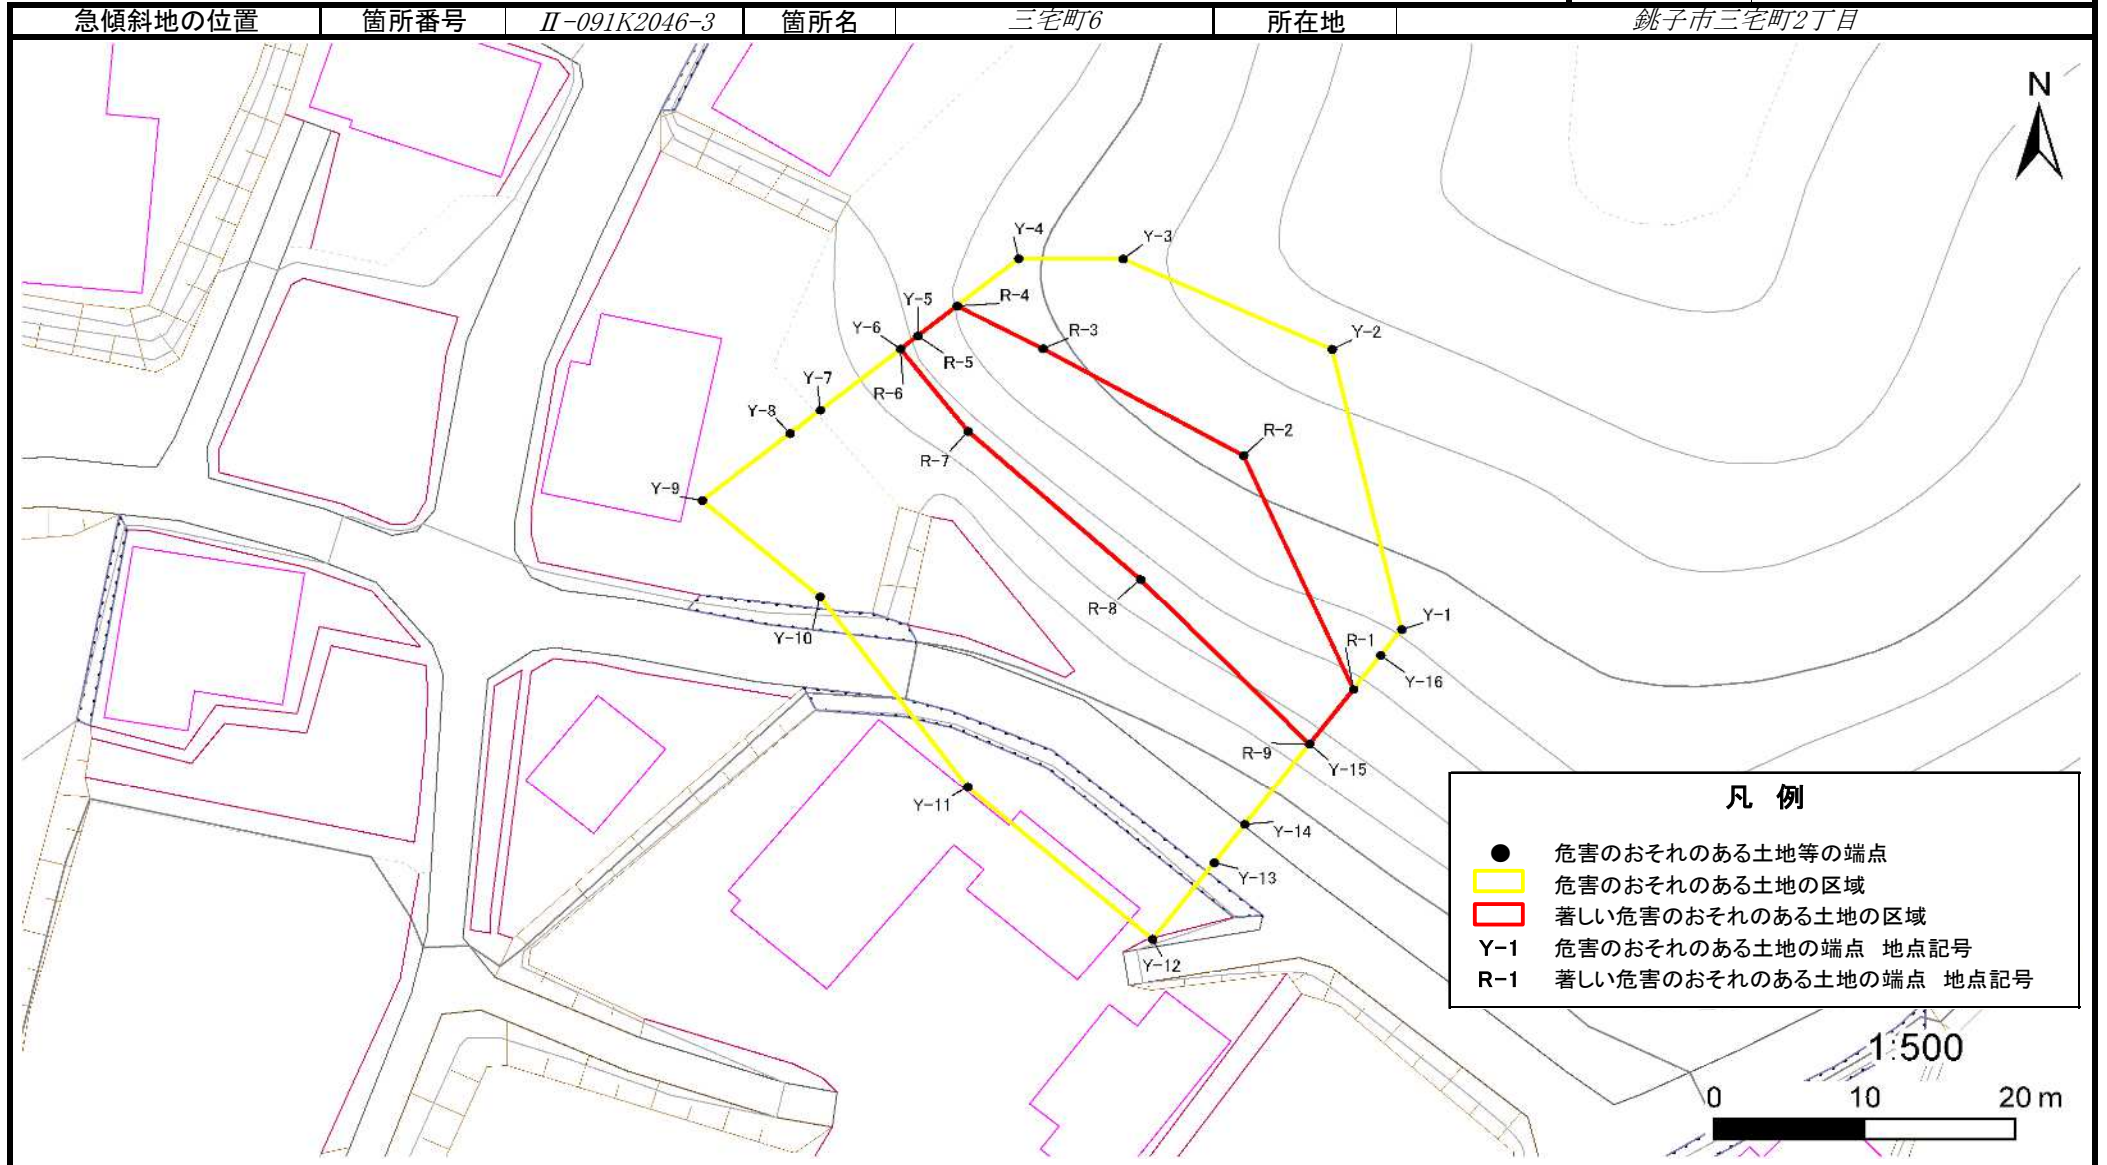 急傾斜地の位置 箇所番号 Ⅱ-091K2046-3 箇所名 三宅町6 所在地 銚子市三宅町2丁目
N
Y-4
Y-3
Y-5
R-4
Y-6
R-3
Y-2
R-5
Y-7
R-6
Y-8
R-2
R-7
Y-9
R-8
Y-1
Y-10
R-1
Y-16
R-9
Y-15
Y-11
Y-14
Y-13
Y-12
凡 例
危害のおそれのある土地等の端点
危害のおそれのある土地の区域
著しい危害のおそれのある土地の区域
Y-1 危害のおそれのある土地の端点 地点記号
R-1 著しい危害のおそれのある土地の端点 地点記号
1:500
0 10 20 m